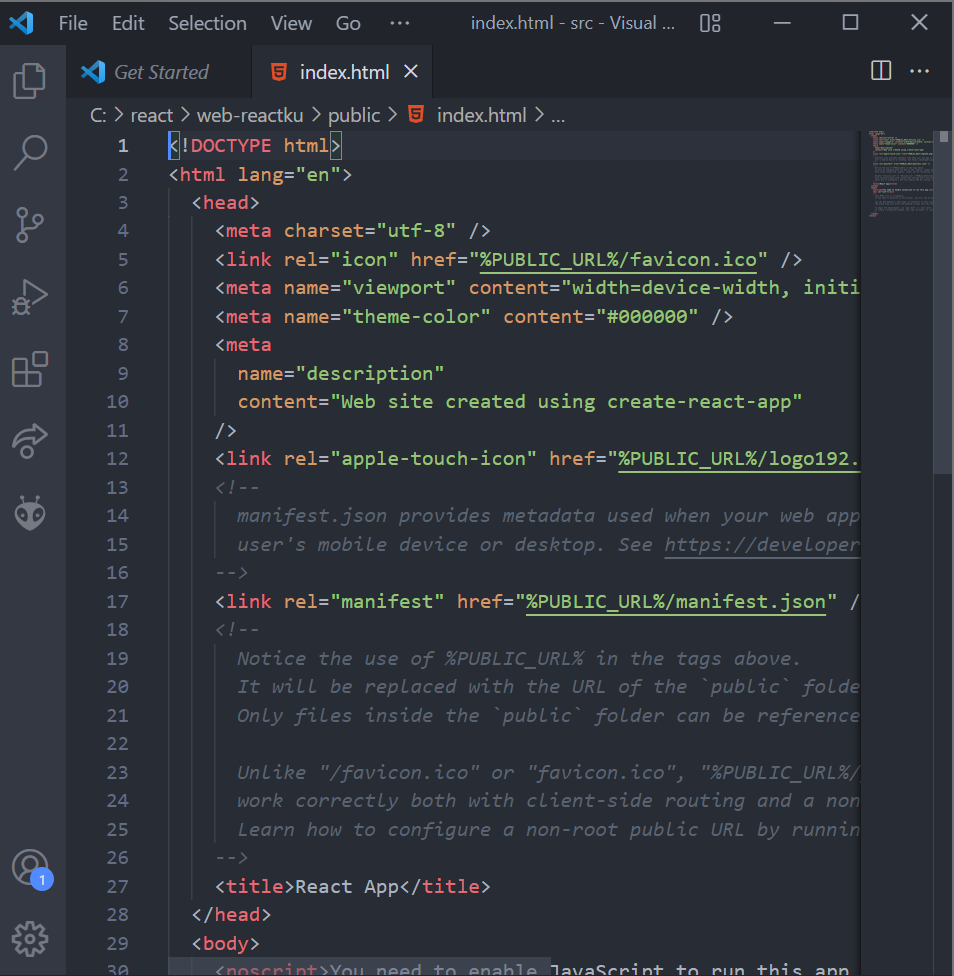 File Edit Selection View Go ··· index.html - src - Visual ...
Get Started index.html
C: > react > web-reactku > public > index.html > ...
1 <!DOCTYPE html>
2 <html lang="en">
3 <head>
4 <meta charset="utf-8" />
5 <link rel="icon" href="%PUBLIC_URL%/favicon.ico" />
6 <meta name="viewport" content="width=device-width, initi
7 <meta name="theme-color" content="#000000" />
8 <meta
9 name="description"
10 content="Web site created using create-react-app"
11 />
12 <link rel="apple-touch-icon" href="%PUBLIC_URL%/logo192.
13 <!--
14 manifest.json provides metadata used when your web app
15 user's mobile device or desktop. See https://developer
16 -->
17 <link rel="manifest" href="%PUBLIC_URL%/manifest.json" /
18 <!--
19 Notice the use of %PUBLIC_URL% in the tags above.
20 It will be replaced with the URL of the `public` folde
21 Only files inside the `public` folder can be reference
22
23 Unlike "/favicon.ico" or "favicon.ico", "%PUBLIC_URL%/
24 work correctly both with client-side routing and a non
25 Learn how to configure a non-root public URL by runnin
26 -->
27 <title>React App</title>
28 </head>
29 <body>
30 <noscript>You need to enable JavaScript to run this app
1